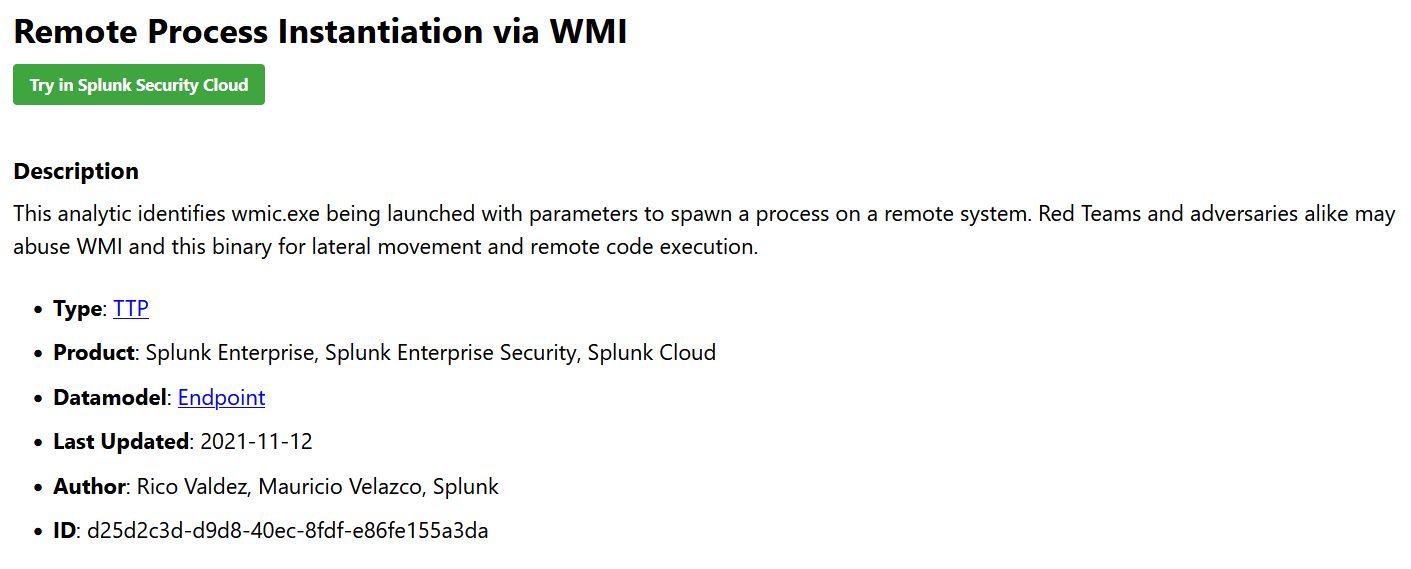 Remote Process Instantiation via WMI
Try in Splunk Security Cloud
Description
This analytic identifies wmic.exe being launched with parameters to spawn a process on a remote system. Red Teams and adversaries alike may
abuse WMI and this binary for lateral movement and remote code execution.
• Type: TTP
• Product: Splunk Enterprise, Splunk Enterprise Security, Splunk Cloud
• Datamodel: Endpoint
• Last Updated: 2021-11-12
• Author: Rico Valdez, Mauricio Velazco, Splunk
• ID: d25d2c3d-d9d8-40ec-8fdf-e86fe155a3da